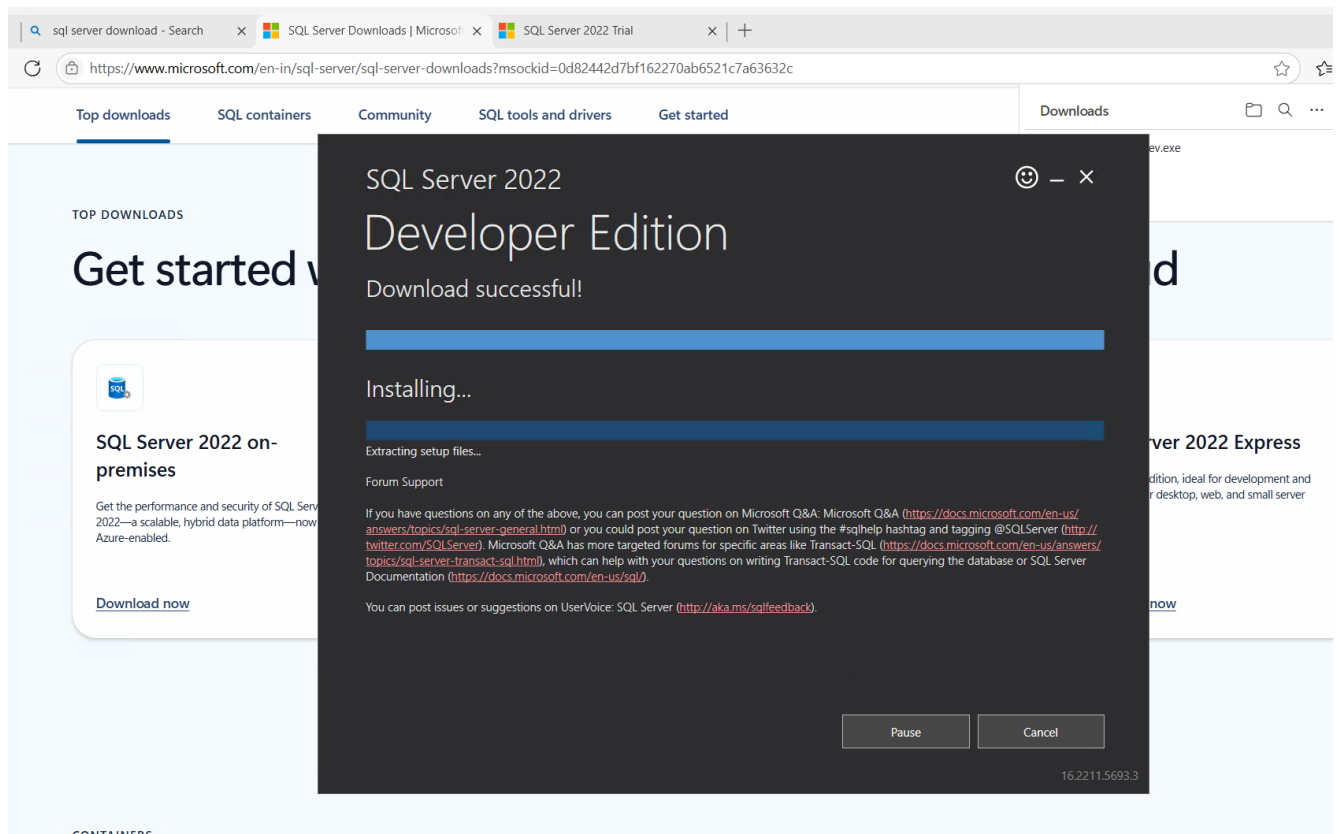 sql server download - Search
SQL Server Downloads | Microsof
SQL Server 2022 Trial
https://www.microsoft.com/en-in/sql-server/sql-server-downloads?msockid=0d82442d7bf162270ab6521c7a63632c
Top downloads
SQL containers
Community
SQL tools and drivers
Get started
Downloads
ev.exe
TOP DOWNLOADS
Get started
d
SQL
SQL Server 2022 on-
premises
Get the performance and security of SQL Serv
2022—a scalable, hybrid data platform—now
Azure-enabled.
Download now
SQL Server 2022
Developer Edition
Download successful!
Installing...
Extracting setup files...
Forum Support
If you have questions on any of the above, you can post your question on Microsoft Q&A: Microsoft Q&A (https://docs.microsoft.com/en-us/
answers/topics/sql-server-general.html) or you could post your question on Twitter using the #sqlhelp hashtag and tagging @SQLServer (http://
twitter.com/SQLServer). Microsoft Q&A has more targeted forums for specific areas like Transact-SQL (https://docs.microsoft.com/en-us/answers/
topics/sql-server-transact-sql.html), which can help with your questions on writing Transact-SQL code for querying the database or SQL Server
Documentation (https://docs.microsoft.com/en-us/sql/).
You can post issues or suggestions on UserVoice: SQL Server (http://aka.ms/sqlfeedback).
Pause
Cancel
16.2211.5693.3
ver 2022 Express
dition, ideal for development and
r desktop, web, and small server
now